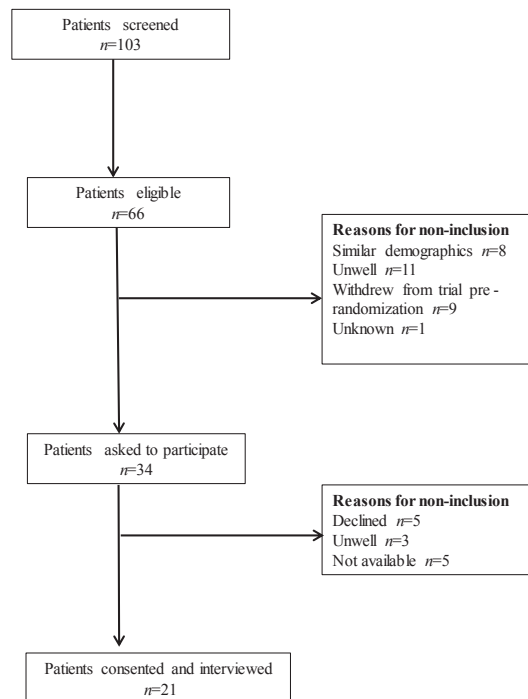 Patients screened
n=103
Patients eligible
n=66
Reasons for non-inclusion
Similar demographics n=8
Unwell n=11
Withdrew from trial pre-
randomization n=9
Unknown n=1
Patients asked to participate
n=34
Reasons for non-inclusion
Declined n=5
Unwell n=3
Not available n=5
Patients consented and interviewed
n=21